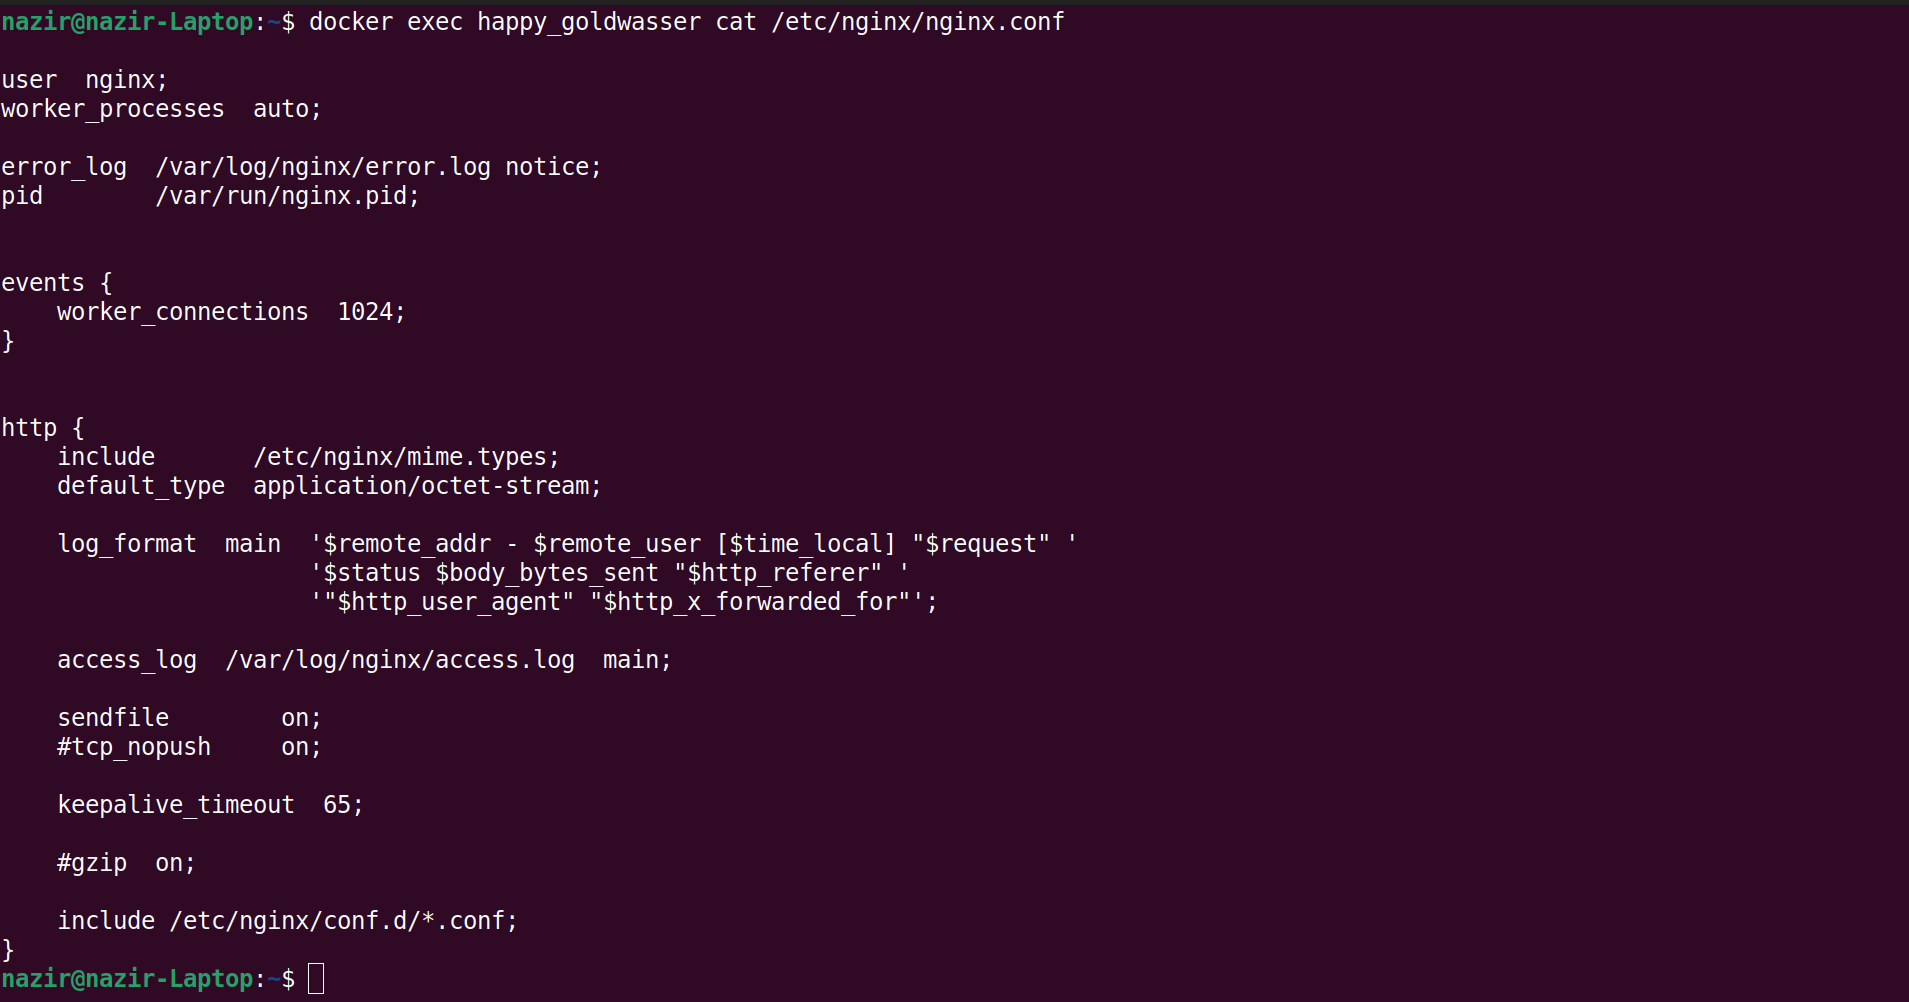 nazir@nazir-Laptop:~$ docker exec happy_goldwasser cat /etc/nginx/nginx.conf

user  nginx;
worker_processes  auto;

error_log  /var/log/nginx/error.log notice;
pid        /var/run/nginx.pid;


events {
    worker_connections  1024;
}


http {
    include       /etc/nginx/mime.types;
    default_type  application/octet-stream;

    log_format  main  '$remote_addr - $remote_user [$time_local] "$request" '
                      '$status $body_bytes_sent "$http_referer" '
                      '"$http_user_agent" "$http_x_forwarded_for"';

    access_log  /var/log/nginx/access.log  main;

    sendfile        on;
    #tcp_nopush     on;

    keepalive_timeout  65;

    #gzip  on;

    include /etc/nginx/conf.d/*.conf;
}
nazir@nazir-Laptop:~$